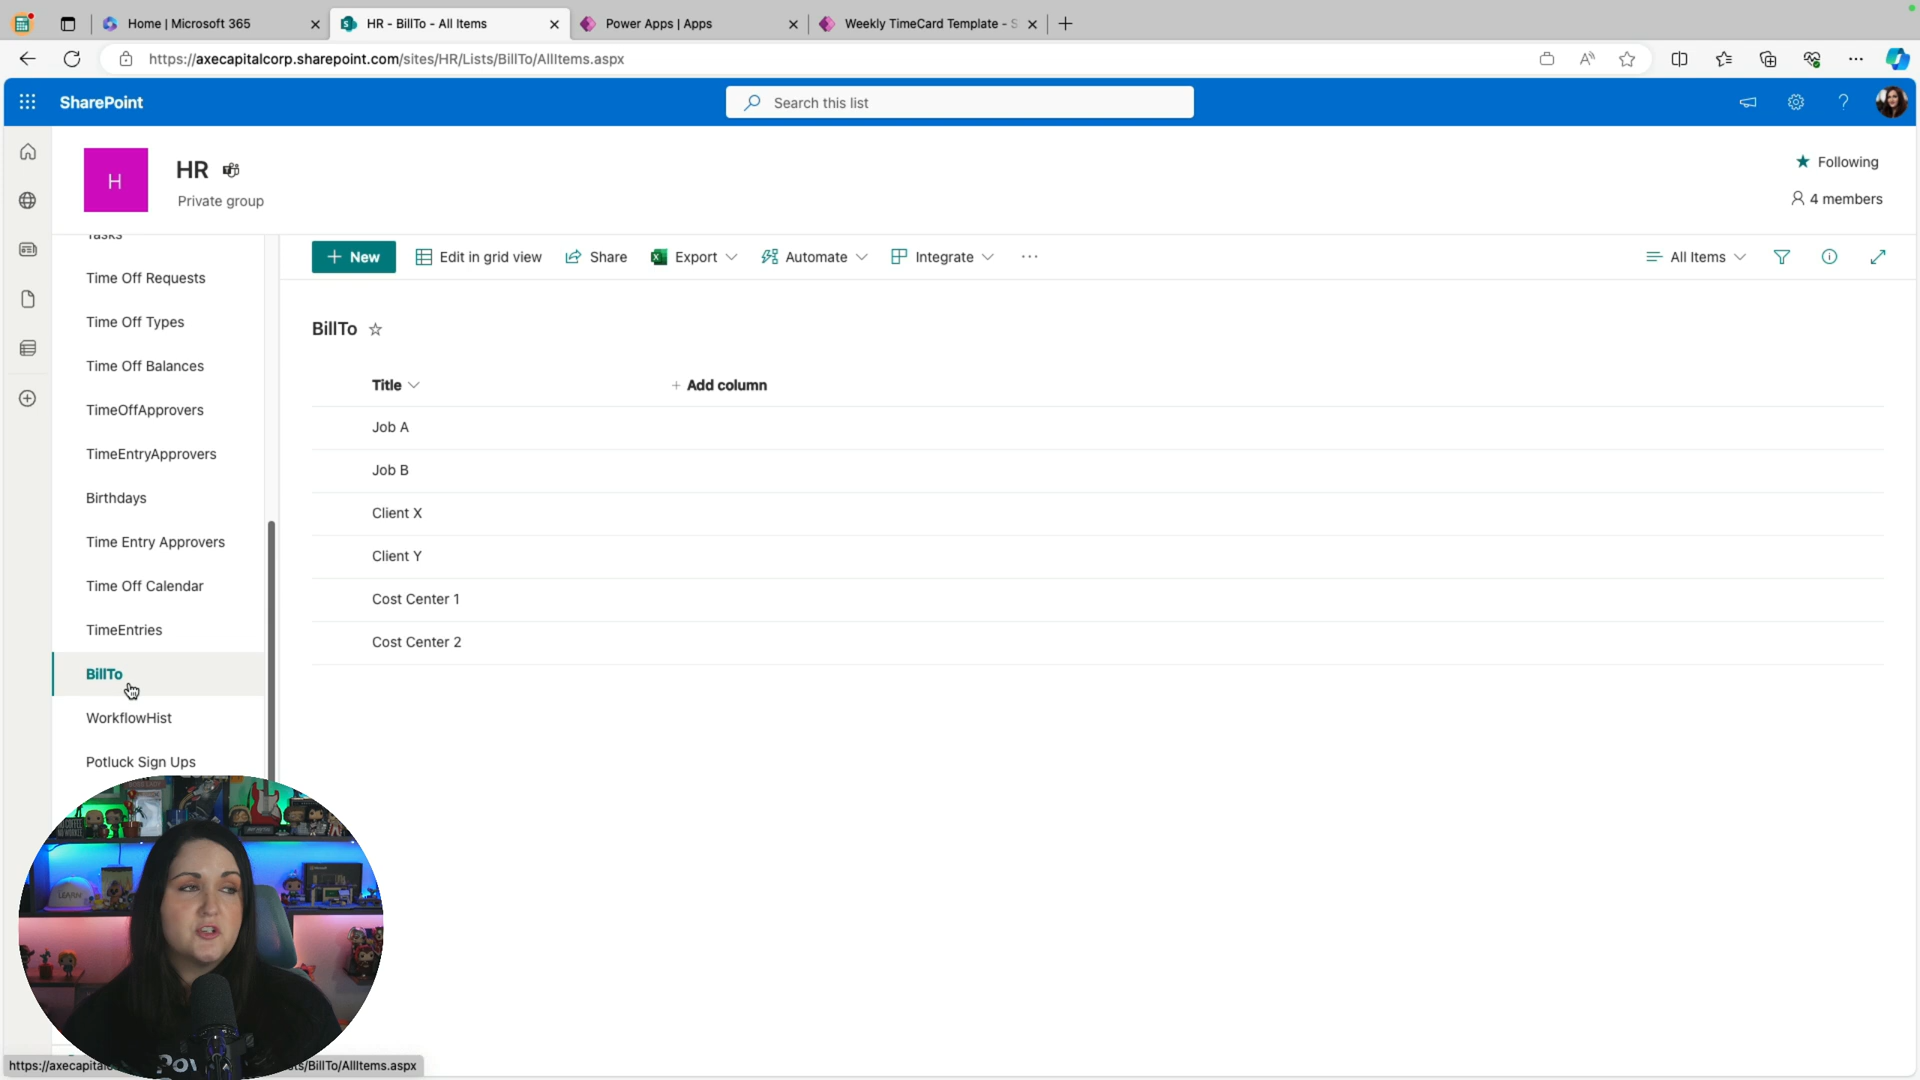 Home | Microsoft 365
HR - BillTo - All Items
Power Apps | Apps
Weekly TimeCard Template - S
https://axecapitalcorp.sharepoint.com/sites/HR/Lists/BillTo/AllItems.aspx
SharePoint
Search this list
H
HR
Private group
Following
4 members
Tasks
Time Off Requests
Time Off Types
Time Off Balances
TimeOffApprovers
TimeEntryApprovers
Birthdays
Time Entry Approvers
Time Off Calendar
TimeEntries
BillTo
WorkflowHist
Potluck Sign Ups
New
Edit in grid view
Share
Export
Automate
Integrate
All Items
BillTo
Title
Add column
Job A
Job B
Client X
Client Y
Cost Center 1
Cost Center 2
LEARN
Pow
https://axecapital
ts/BillTo/AllItems.aspx